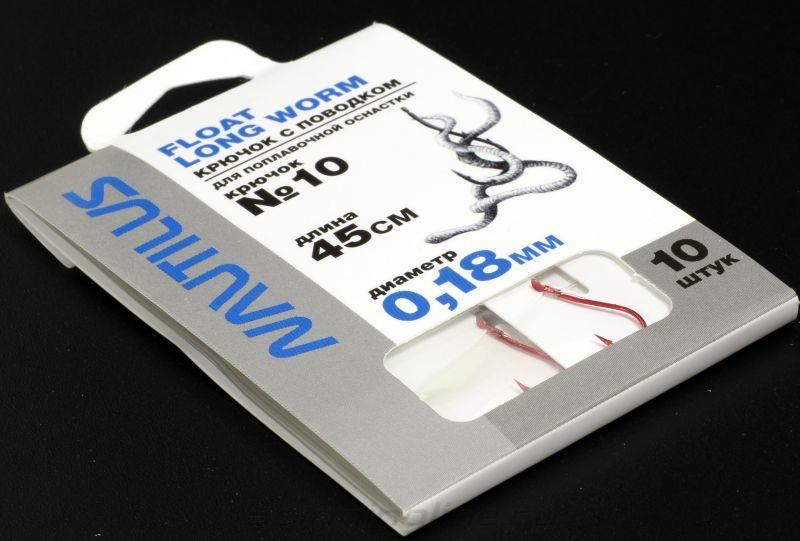 NAUTILUS
FLOAT
LONG WORM
КРЮЧОК С ПОВОДКОМ
ДЛЯ ПОПЛАВОЧНОЙ ОСНАСТКИ
КРЮЧОК
№10
ДЛИНА
45СМ
ДИАМЕТР
0,18ММ
10
ШТУК